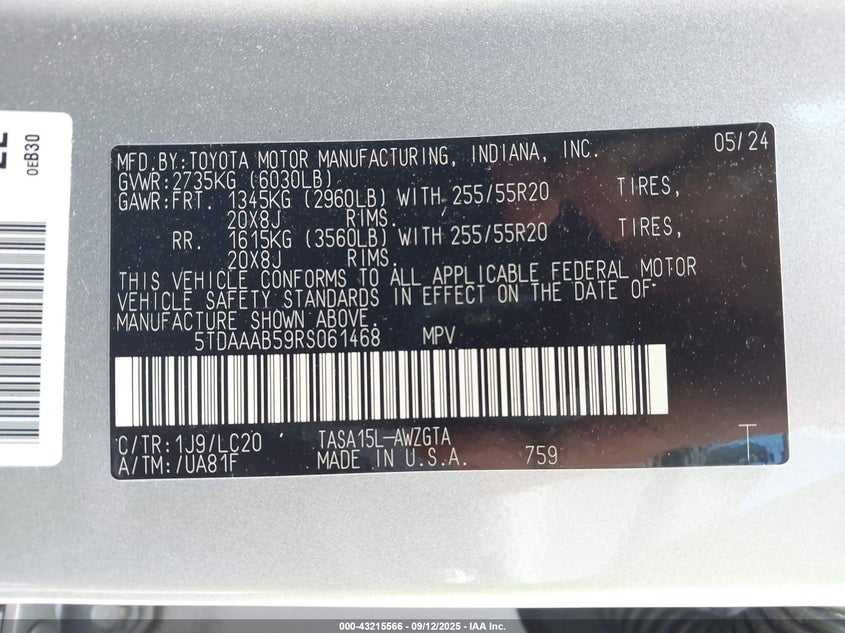 0EB30
MFD.BY:TOYOTA MOTOR MANUFACTURING, INDIANA, INC. 05/24
GVWR:2735KG (6030LB)
GAWR:FRT. 1345KG (2960LB) WITH 255/55R20 TIRES,
20X8J RIMS.
RR. 1615KG (3560LB) WITH 255/55R20 TIRES,
20X8J RIMS.
THIS VEHICLE CONFORMS TO ALL APPLICABLE FEDERAL MOTOR
VEHICLE SAFETY STANDARDS IN EFFECT ON THE DATE OF
MANUFACTURE SHOWN ABOVE.
5TDAAAB59RS061468 MPV
C/TR:1J9/LC20 TASA15L-AWZGTA
A/TM:/UA81F MADE IN U.S.A. 759 T
000-43215566 - 09/12/2025 - IAA Inc.